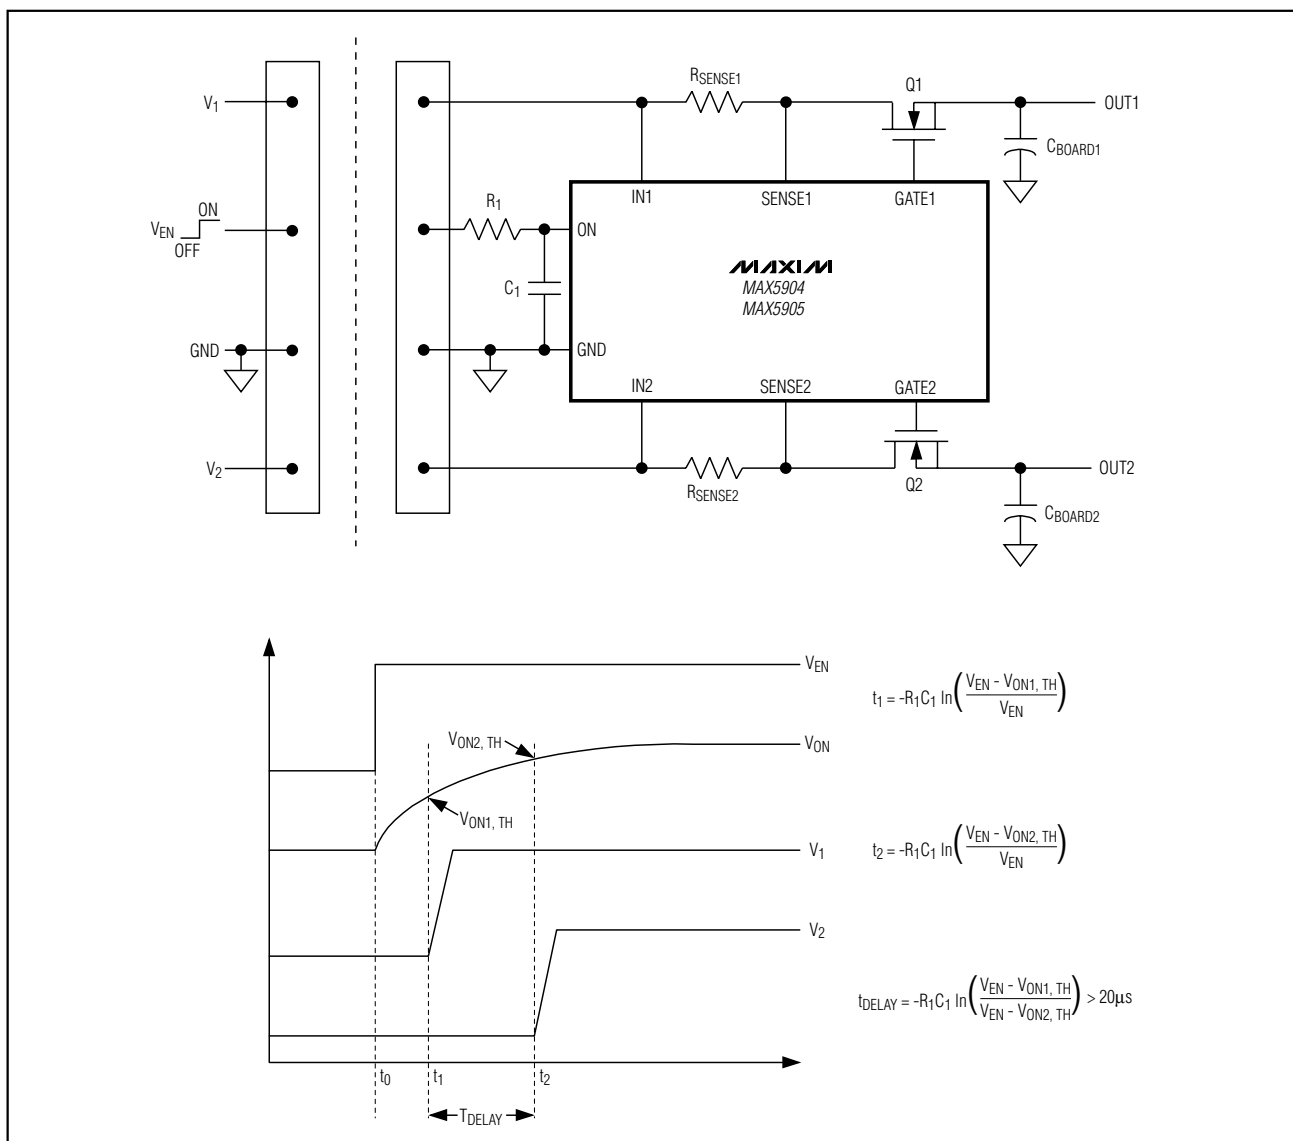 V1
RSENSE1
Q1
OUT1
CBOARD1
IN1
SENSE1
GATE1
R1
ON
VEN
OFF
ON
C1
MAXIM
MAX5904
MAX5905
GND
GND
IN2
SENSE2
GATE2
V2
RSENSE2
Q2
OUT2
CBOARD2
VEN
t1 = -R1C1 ln(VEN - VON1, TH / VEN)
VON2, TH
VON
VON1, TH
V1
t2 = -R1C1 ln(VEN - VON2, TH / VEN)
V2
tDELAY = -R1C1 ln(VEN - VON1, TH / VEN - VON2, TH) > 20μs
t0
t1
t2
TDELAY